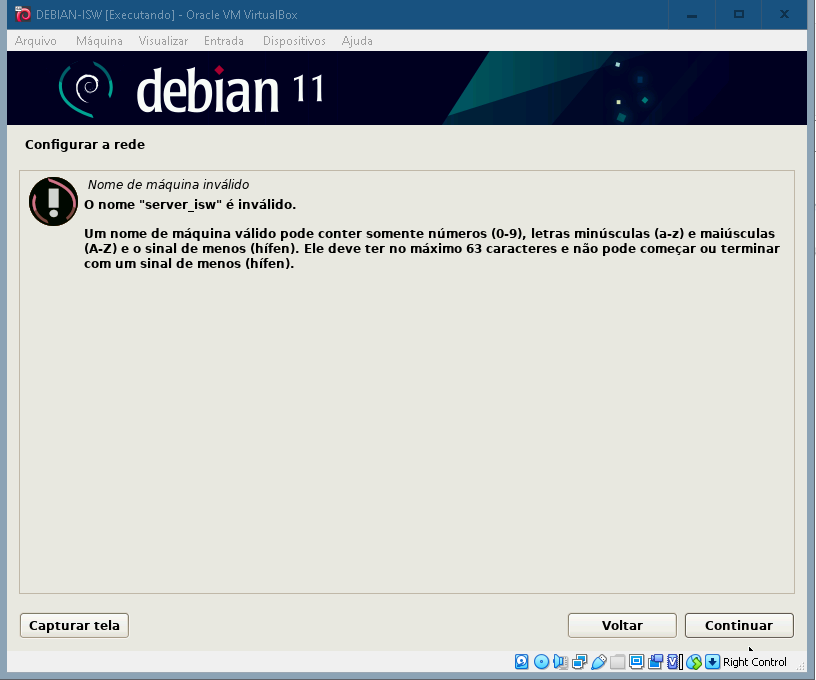 DEBIAN-ISW [Executando] - Oracle VM VirtualBox
Arquivo Máquina Visualizar Entrada Dispositivos Ajuda
debian 11
Configurar a rede
Nome de máquina inválido
O nome "server_isw" é inválido.
Um nome de máquina válido pode conter somente números (0-9), letras minúsculas (a-z) e maiúsculas
(A-Z) e o sinal de menos (hífen). Ele deve ter no máximo 63 caracteres e não pode começar ou terminar
com um sinal de menos (hífen).
Capturar tela Voltar Continuar
Right Control